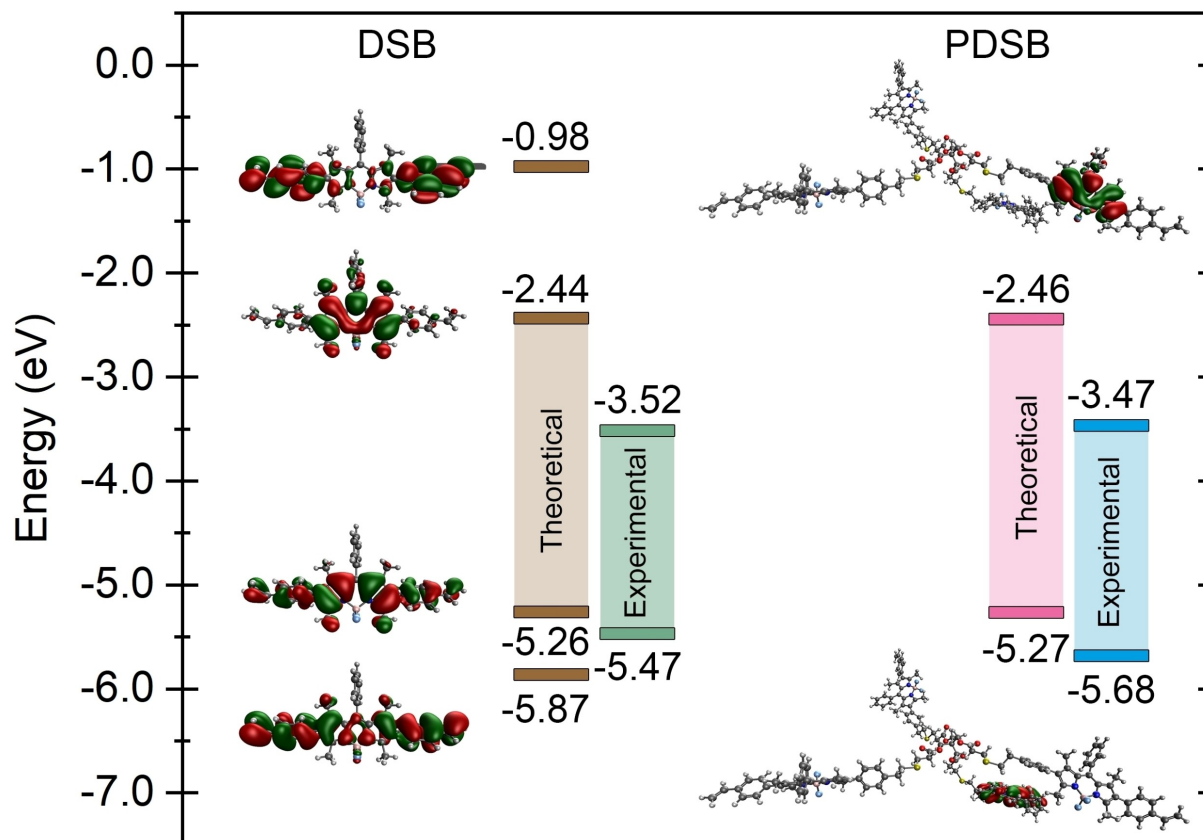 DSB
PDSB
Energy (eV)
0.0
-1.0
-2.0
-3.0
-4.0
-5.0
-6.0
-7.0
-0.98
-2.44
Theoretical
-5.26
-5.87
-3.52
Experimental
-5.47
-2.46
Theoretical
-5.27
-3.47
Experimental
-5.68